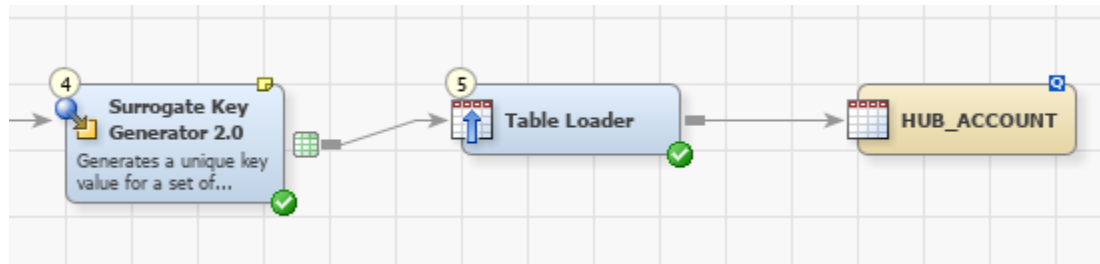 4
Surrogate Key
Generator 2.0
Generates a unique key
value for a set of...
5
Table Loader
Q
HUB_ACCOUNT